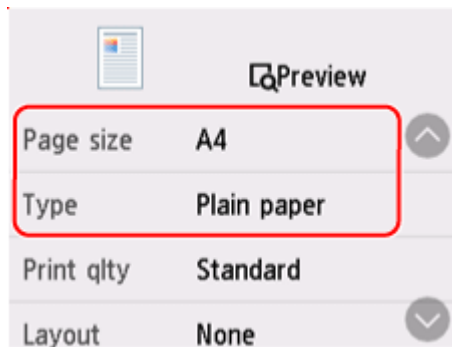 Preview
Page size A4
Type Plain paper
Print qlty Standard
Layout None